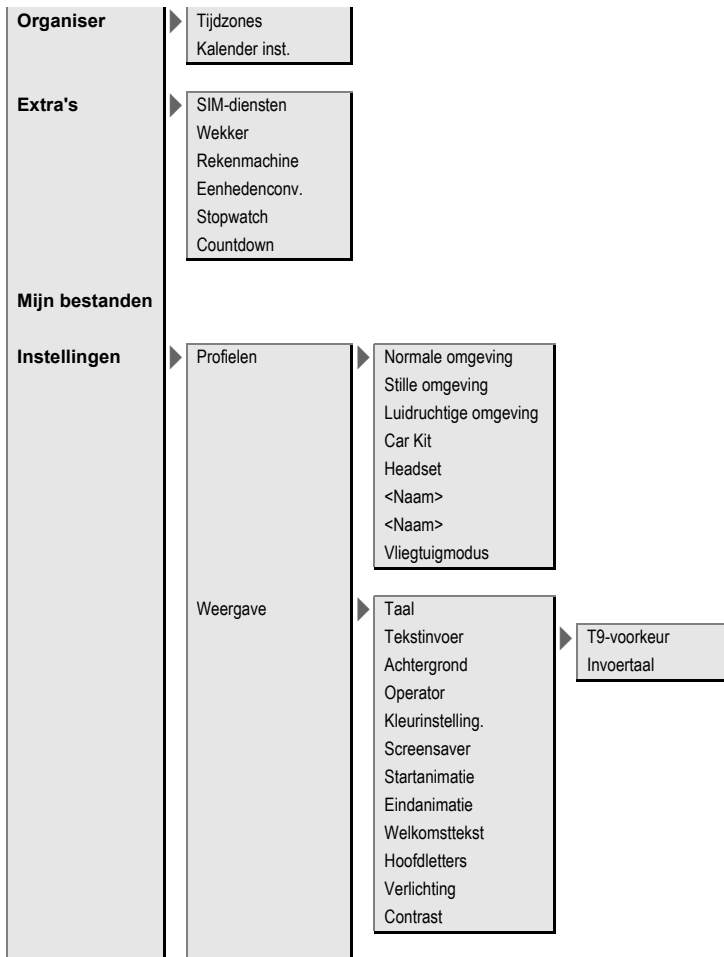 Organiser
Tijdzones
Kalender inst.
Extra's
SIM-diensten
Wekker
Rekenmachine
Eenhedenconv.
Stopwatch
Countdown
Mijn bestanden
Instellingen
Profielen
Normale omgeving
Stille omgeving
Luidruchtige omgeving
Car Kit
Headset
<Naam>
<Naam>
Vliegtuigmodus
Weergave
Taal
Tekstinvoer
T9-voorkeur
Invoertaal
Achtergrond
Operator
Kleurinstelling.
Screensaver
Startanimatie
Eindanimatie
Welkomsttekst
Hoofdletters
Verlichting
Contrast